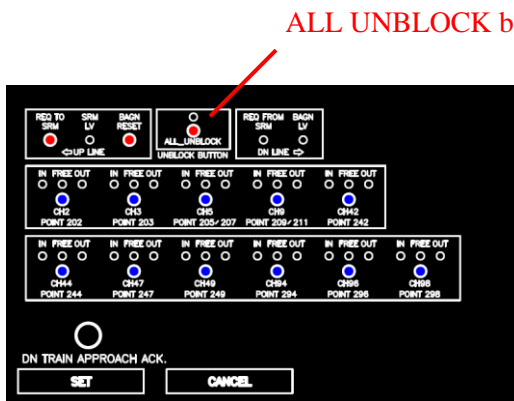 ALL UNBLOCK b
REQ TO SRM LV BAGN RESET
SRM
⇦UP LINE
ALL_UNBLOCK
UNBLOCK BUTTON
REQ FROM BAGN
SRM LV
DN LINE ⇨
IN FREE OUT IN FREE OUT IN FREE OUT IN FREE OUT IN FREE OUT
CH2 CH3 CH5 CH9 CH42
POINT 202 POINT 203 POINT 205/207 POINT 209/211 POINT 242
IN FREE OUT IN FREE OUT IN FREE OUT IN FREE OUT IN FREE OUT IN FREE OUT
CH44 CH47 CH49 CH94 CH96 CH98
POINT 244 POINT 247 POINT 249 POINT 294 POINT 296 POINT 298
DN TRAIN APPROACH ACK.
SET CANCEL